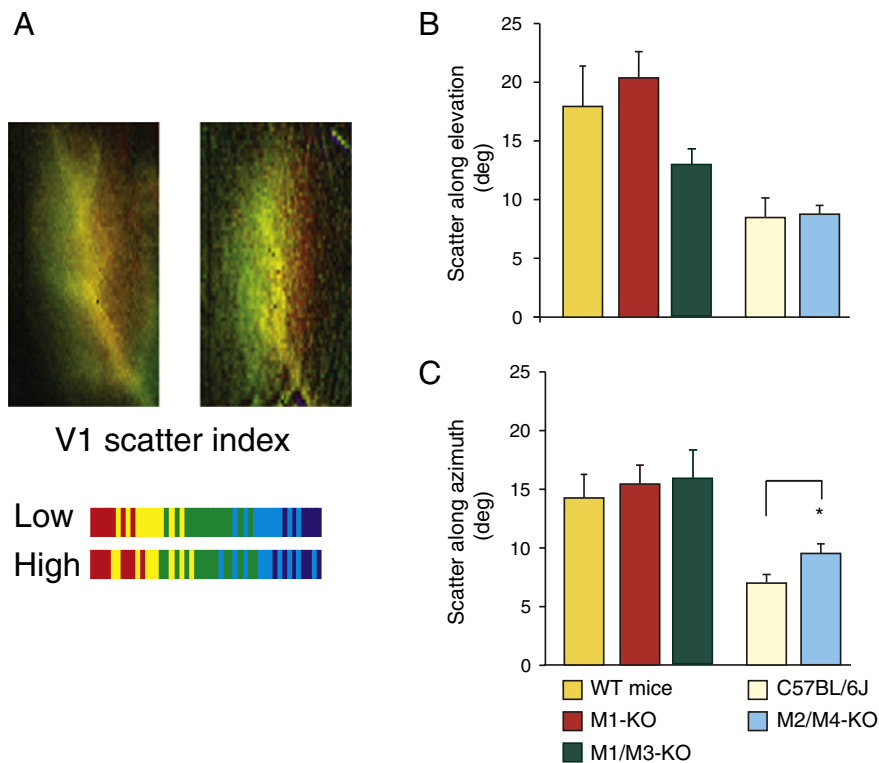 A
V1 scatter index
Low
High
B
Scatter along elevation
(deg)
25
20
15
10
5
0
C
Scatter along azimuth
(deg)
25
20
15
10
5
0
*
WT mice
M1-KO
M1/M3-KO
C57BL/6J
M2/M4-KO